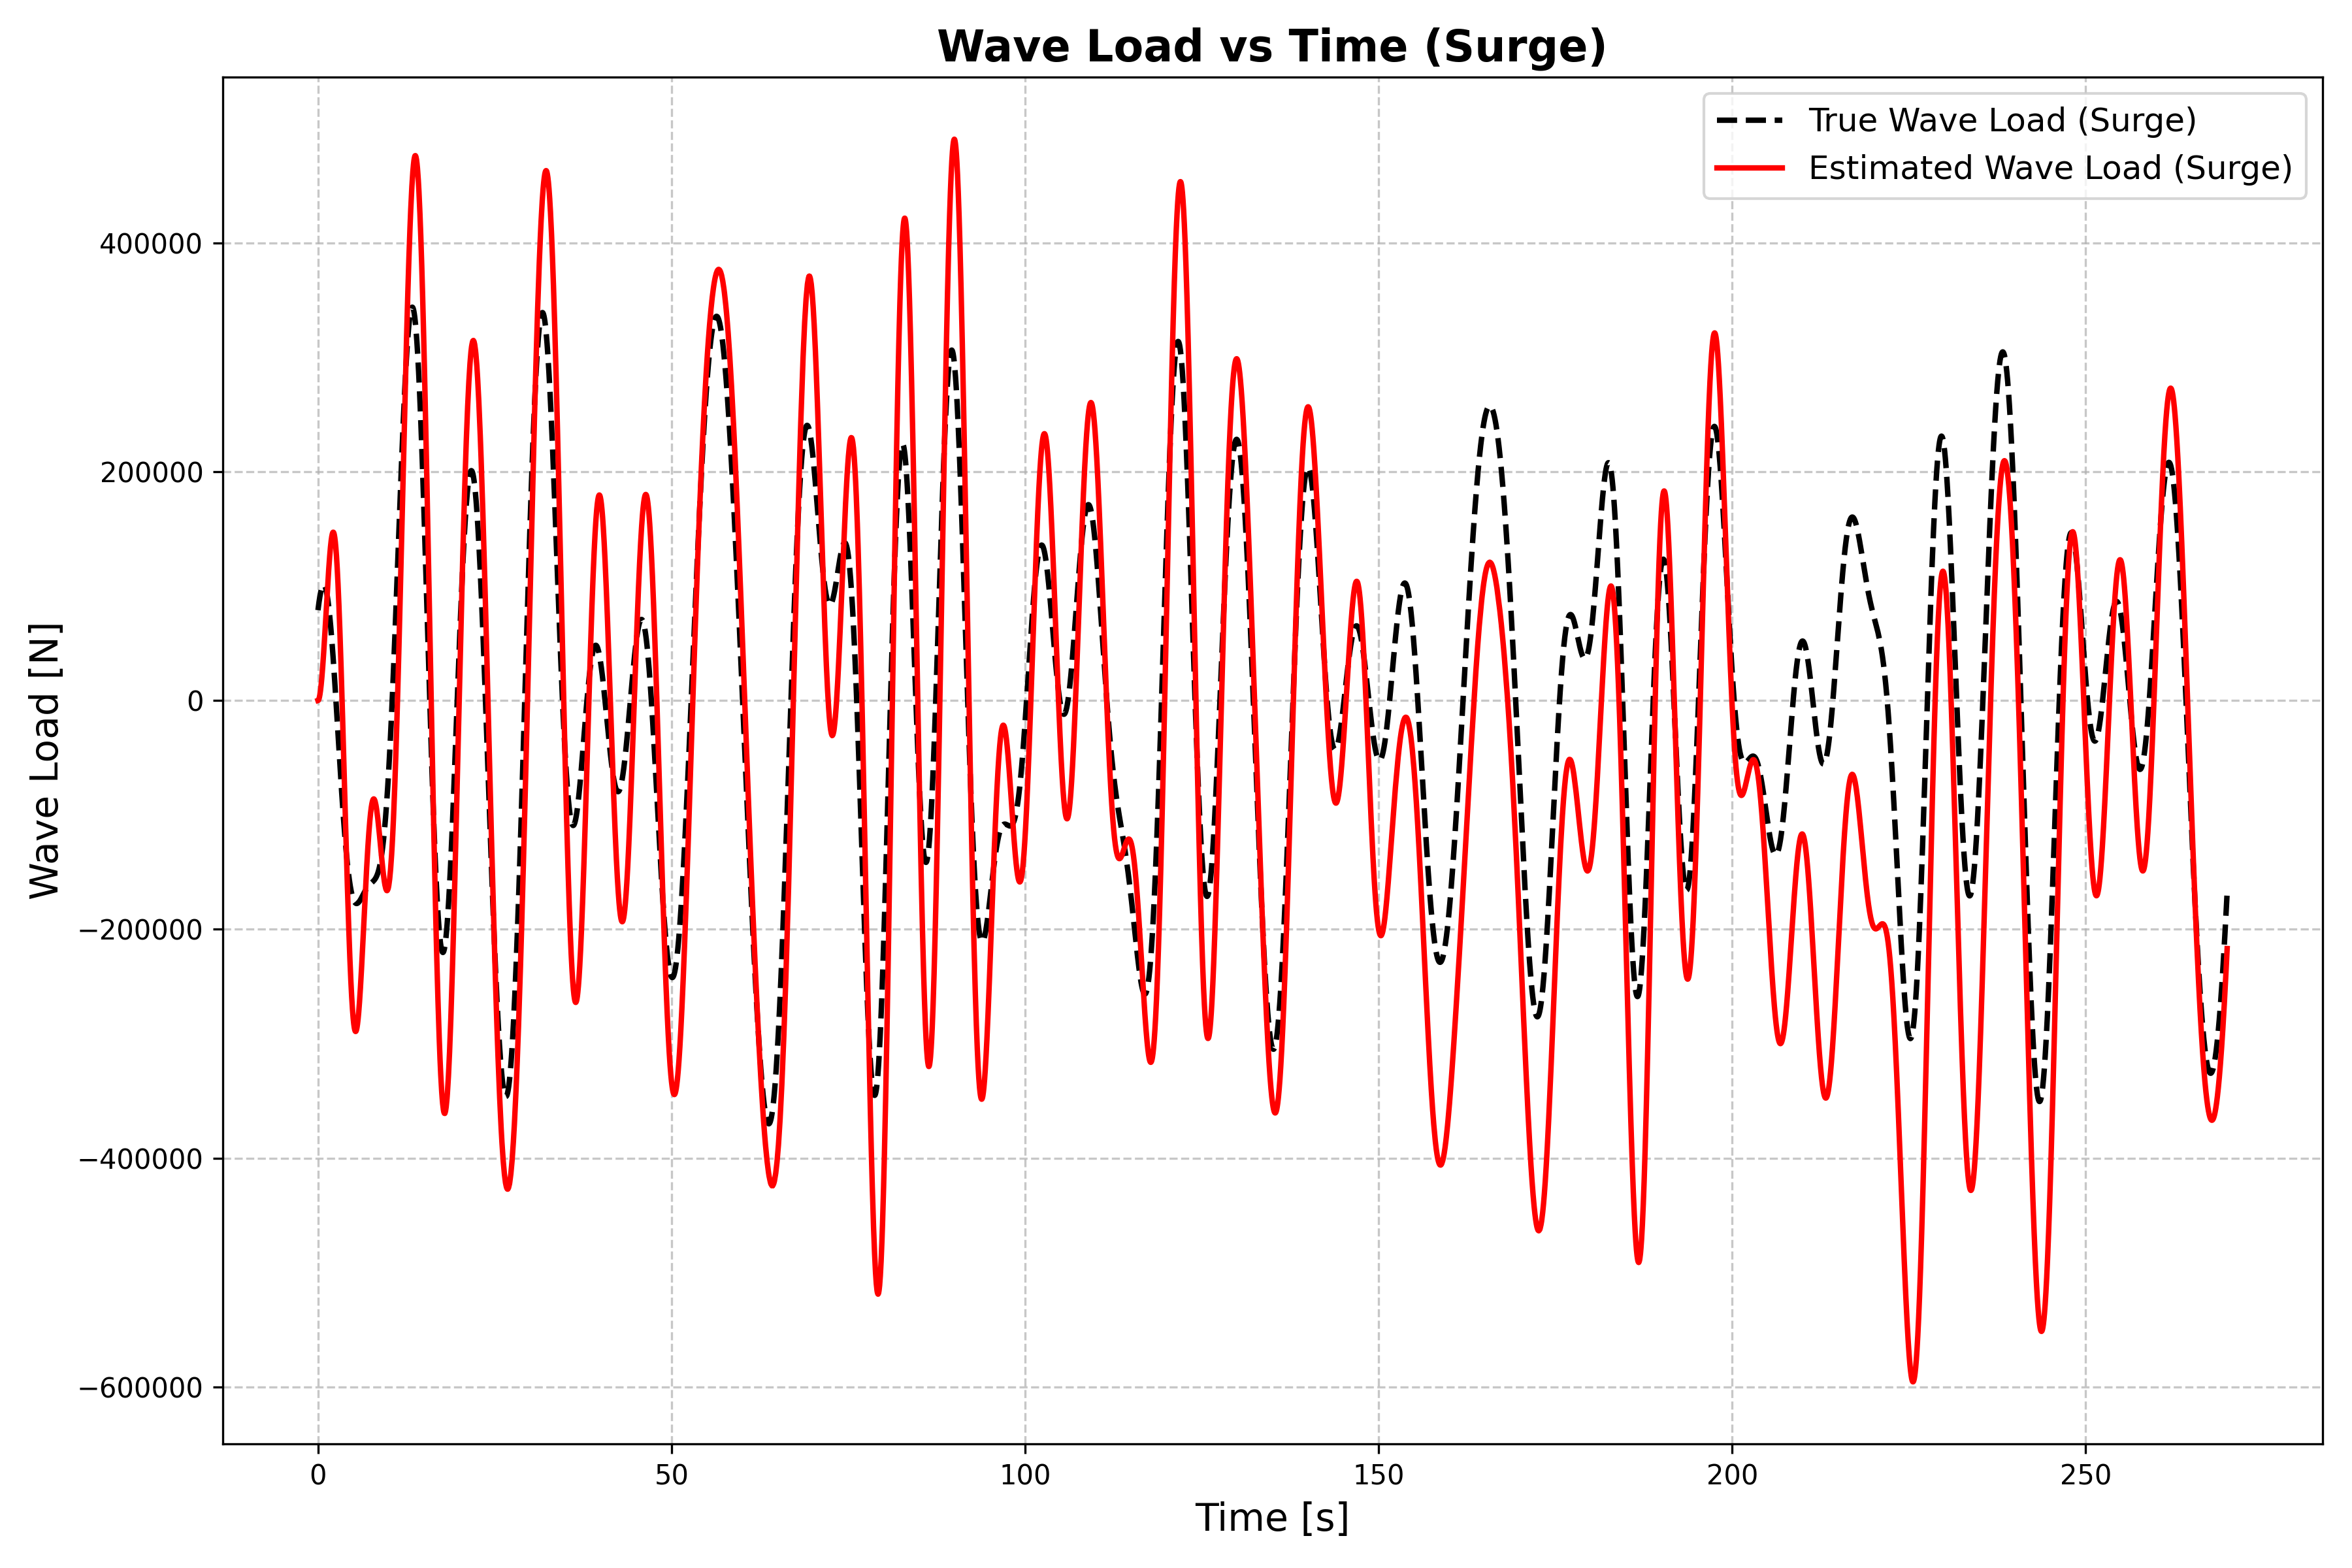 Wave Load vs Time (Surge)
True Wave Load (Surge)
Estimated Wave Load (Surge)
Wave Load [N]
400000
200000
0
−200000
−400000
−600000
0 50 100 150 200 250
Time [s]